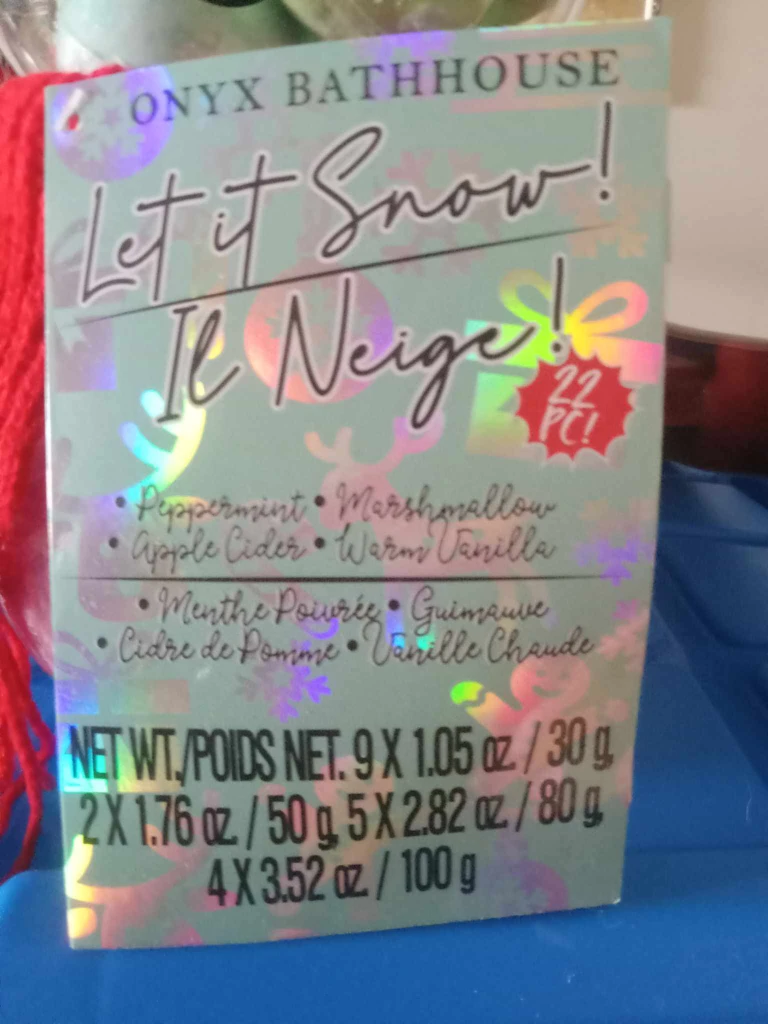 ONYX BATHHOUSE
Let it Snow!
Il Neige!
22
PC!
• Peppermint • Marshmallow
• Apple Cider • Warm Vanilla
• Menthe Poivrée • Guimauve
• Cidre de Pomme • Vanille Chaude
NET WT./POIDS NET. 9 X 1.05 oz. / 30 g,
2 X 1.76 oz. / 50 g, 5 X 2.82 oz. / 80 g,
4 X 3.52 oz. / 100 g